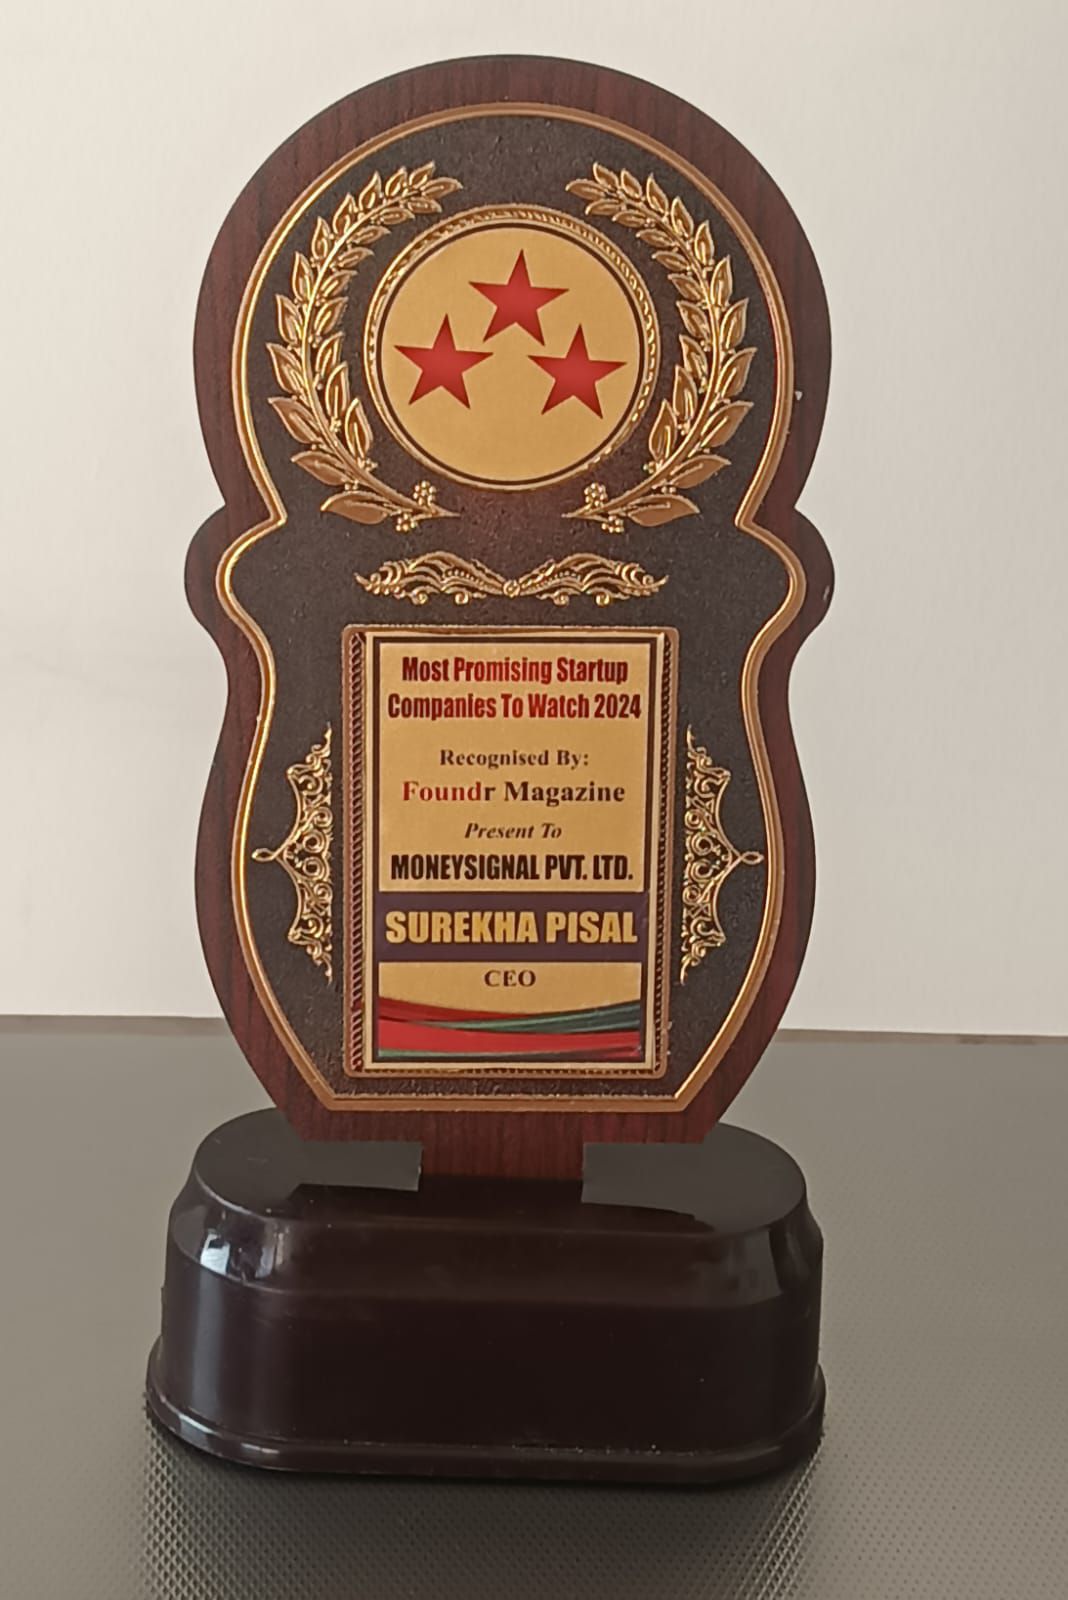 Most Promising Startup
Companies To Watch 2024
Recognised By:
Foundr Magazine
Present To
MONEYSIGNAL PVT. LTD.
SUREKHA PISAL
CEO